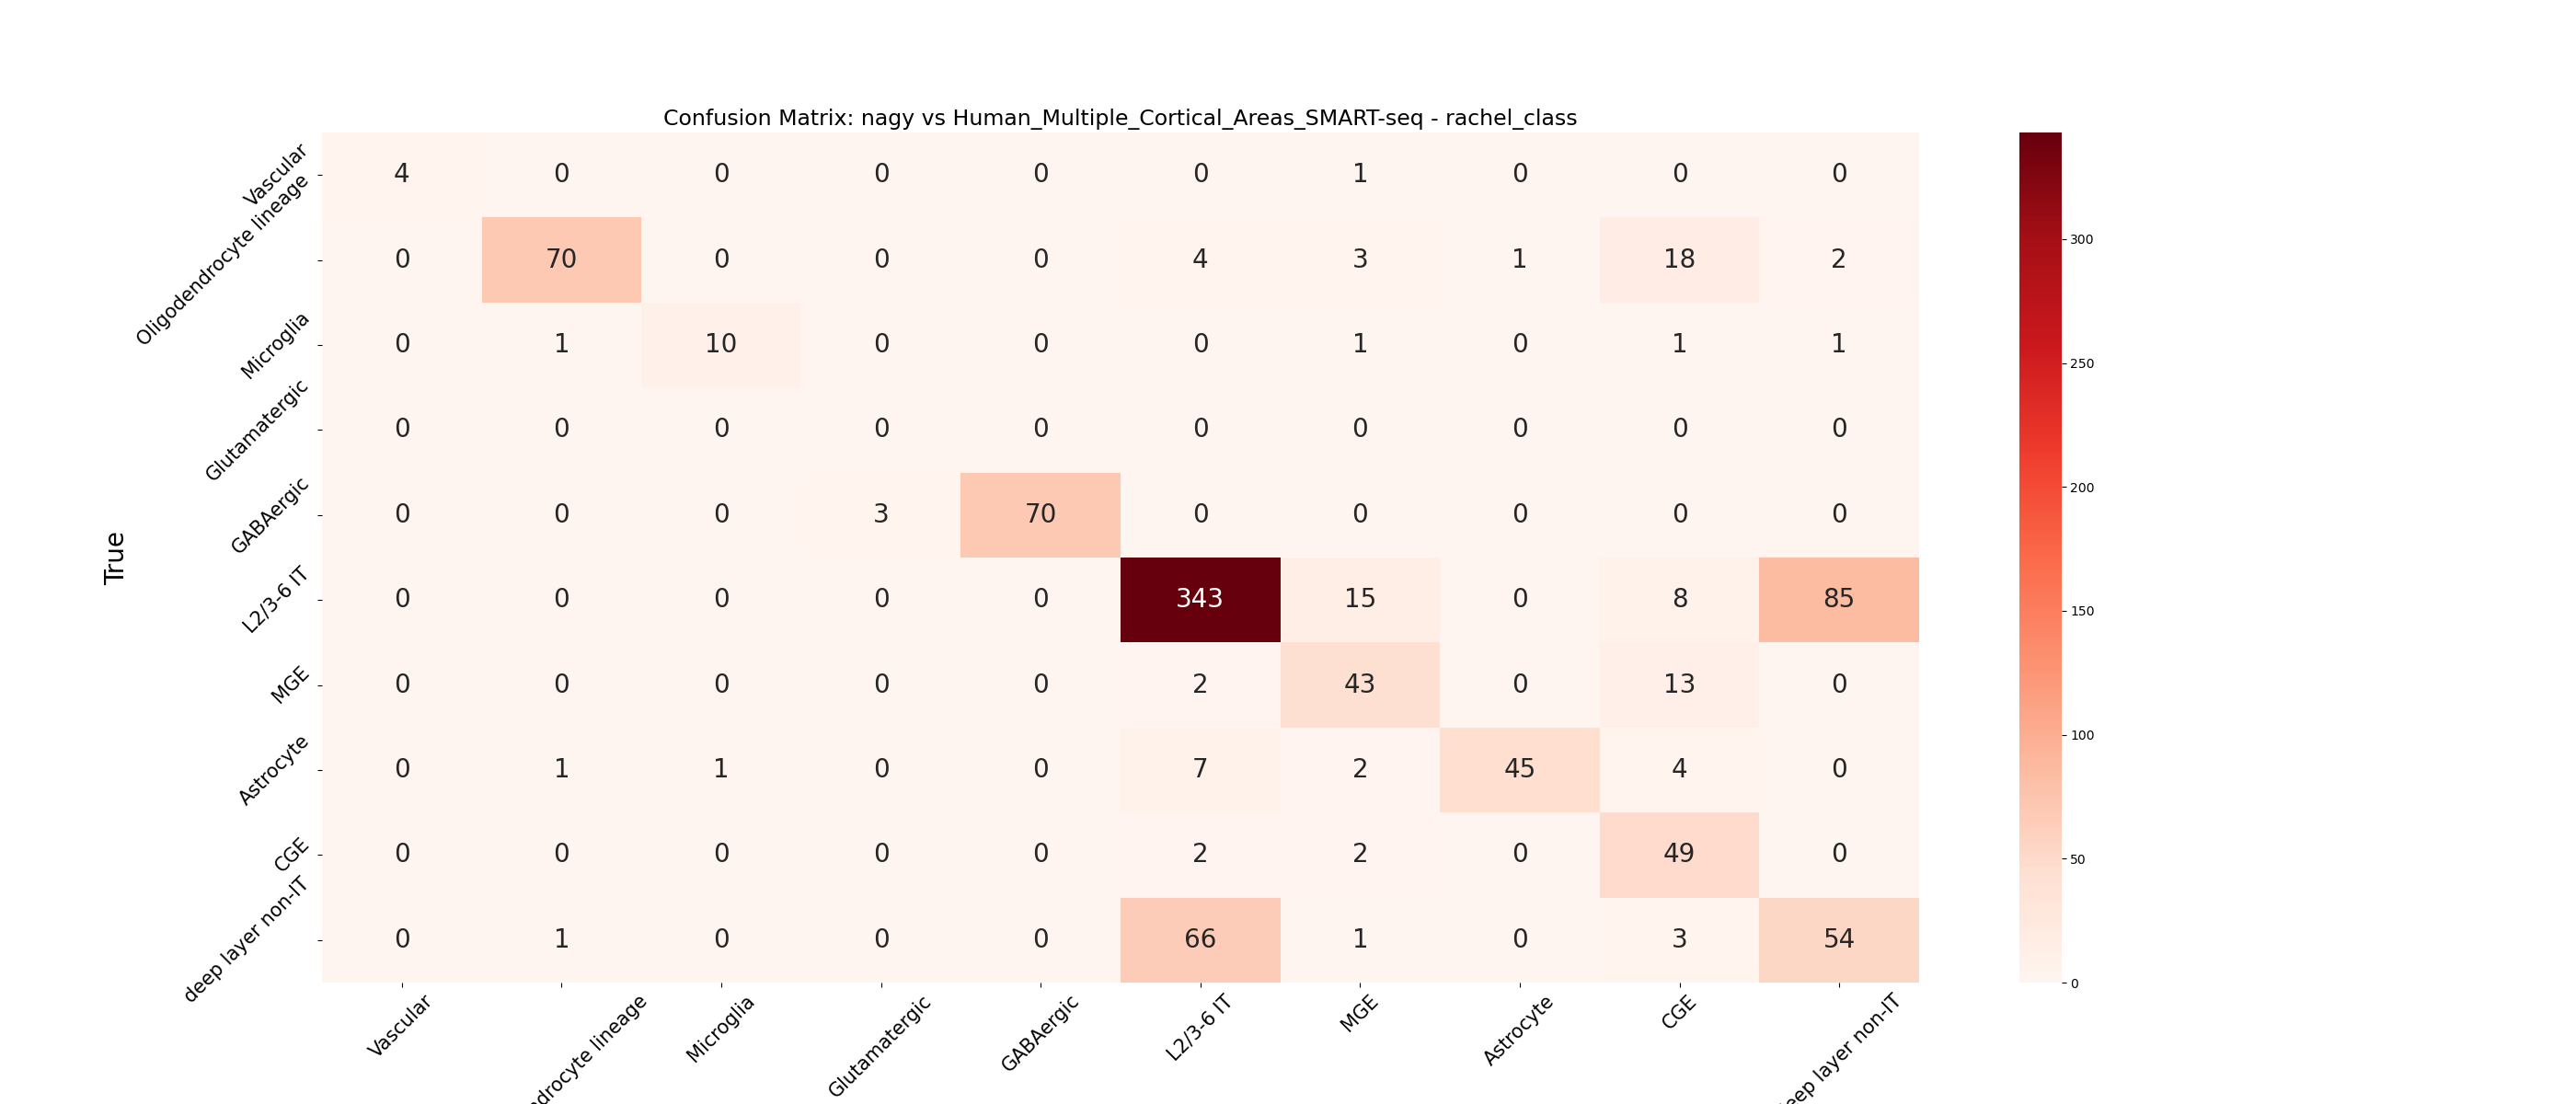 Confusion Matrix: nagy vs Human_Multiple_Cortical_Areas_SMART-seq - rachel_class
True
Vascular 4 0 0 0 0 0 1 0 0 0
Oligodendrocyte lineage 0 70 0 0 0 4 3 1 18 2
Microglia 0 1 10 0 0 0 1 0 1 1
Glutamatergic 0 0 0 0 0 0 0 0 0 0
GABAergic 0 0 0 3 70 0 0 0 0 0
L2/3-6 IT 0 0 0 0 0 343 15 0 8 85
MGE 0 0 0 0 0 2 43 0 13 0
Astrocyte 0 1 1 0 0 7 2 45 4 0
CGE 0 0 0 0 0 2 2 0 49 0
deep layer non-IT 0 1 0 0 0 66 1 0 3 54
Vascular
ndrocyte lineage
Microglia
Glutamatergic
GABAergic
L2/3-6 IT
MGE
Astrocyte
CGE
eep layer non-IT
300
250
200
150
100
50
0